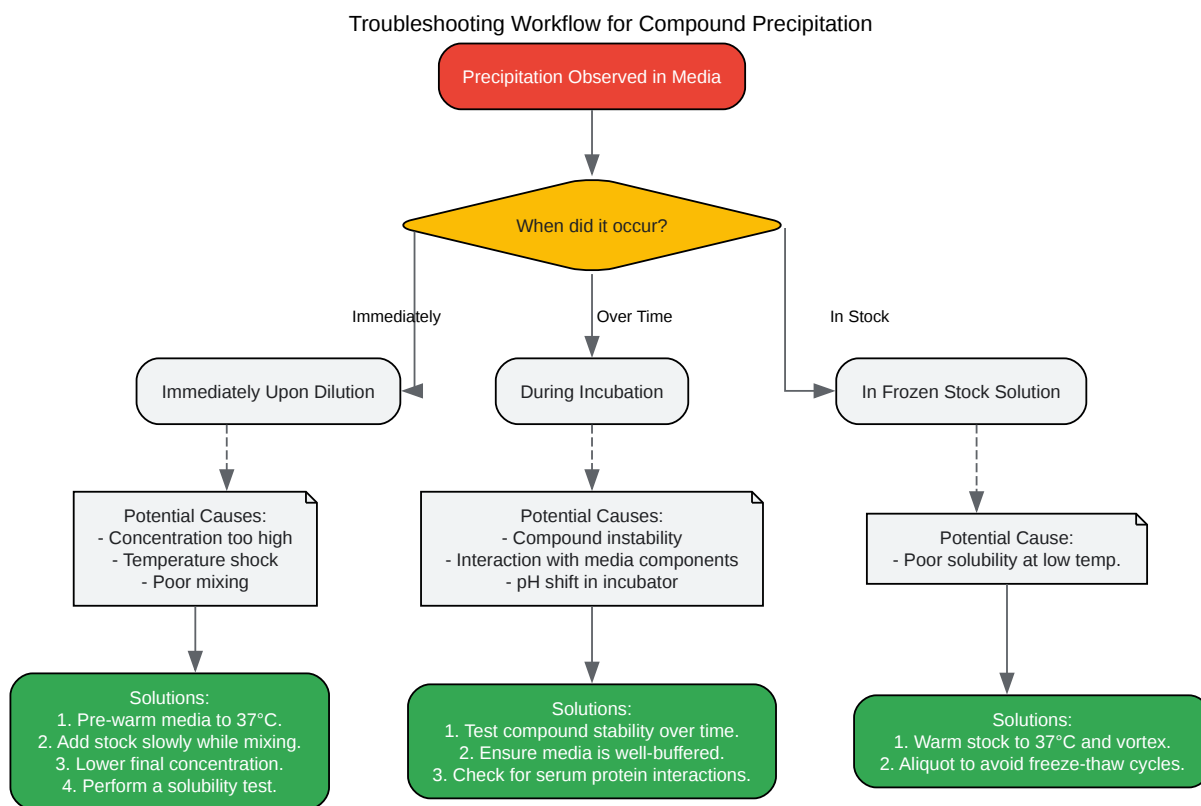 Troubleshooting Workflow for Compound Precipitation
Precipitation Observed in Media
When did it occur?
Immediately
Over Time
In Stock
Immediately Upon Dilution
During Incubation
In Frozen Stock Solution
Potential Causes:
- Concentration too high
- Temperature shock
- Poor mixing
Potential Causes:
- Compound instability
- Interaction with media components
- pH shift in incubator
Potential Cause:
- Poor solubility at low temp.
Solutions:
1. Pre-warm media to 37°C.
2. Add stock slowly while mixing.
3. Lower final concentration.
4. Perform a solubility test.
Solutions:
1. Test compound stability over time.
2. Ensure media is well-buffered.
3. Check for serum protein interactions.
Solutions:
1. Warm stock to 37°C and vortex.
2. Aliquot to avoid freeze-thaw cycles.